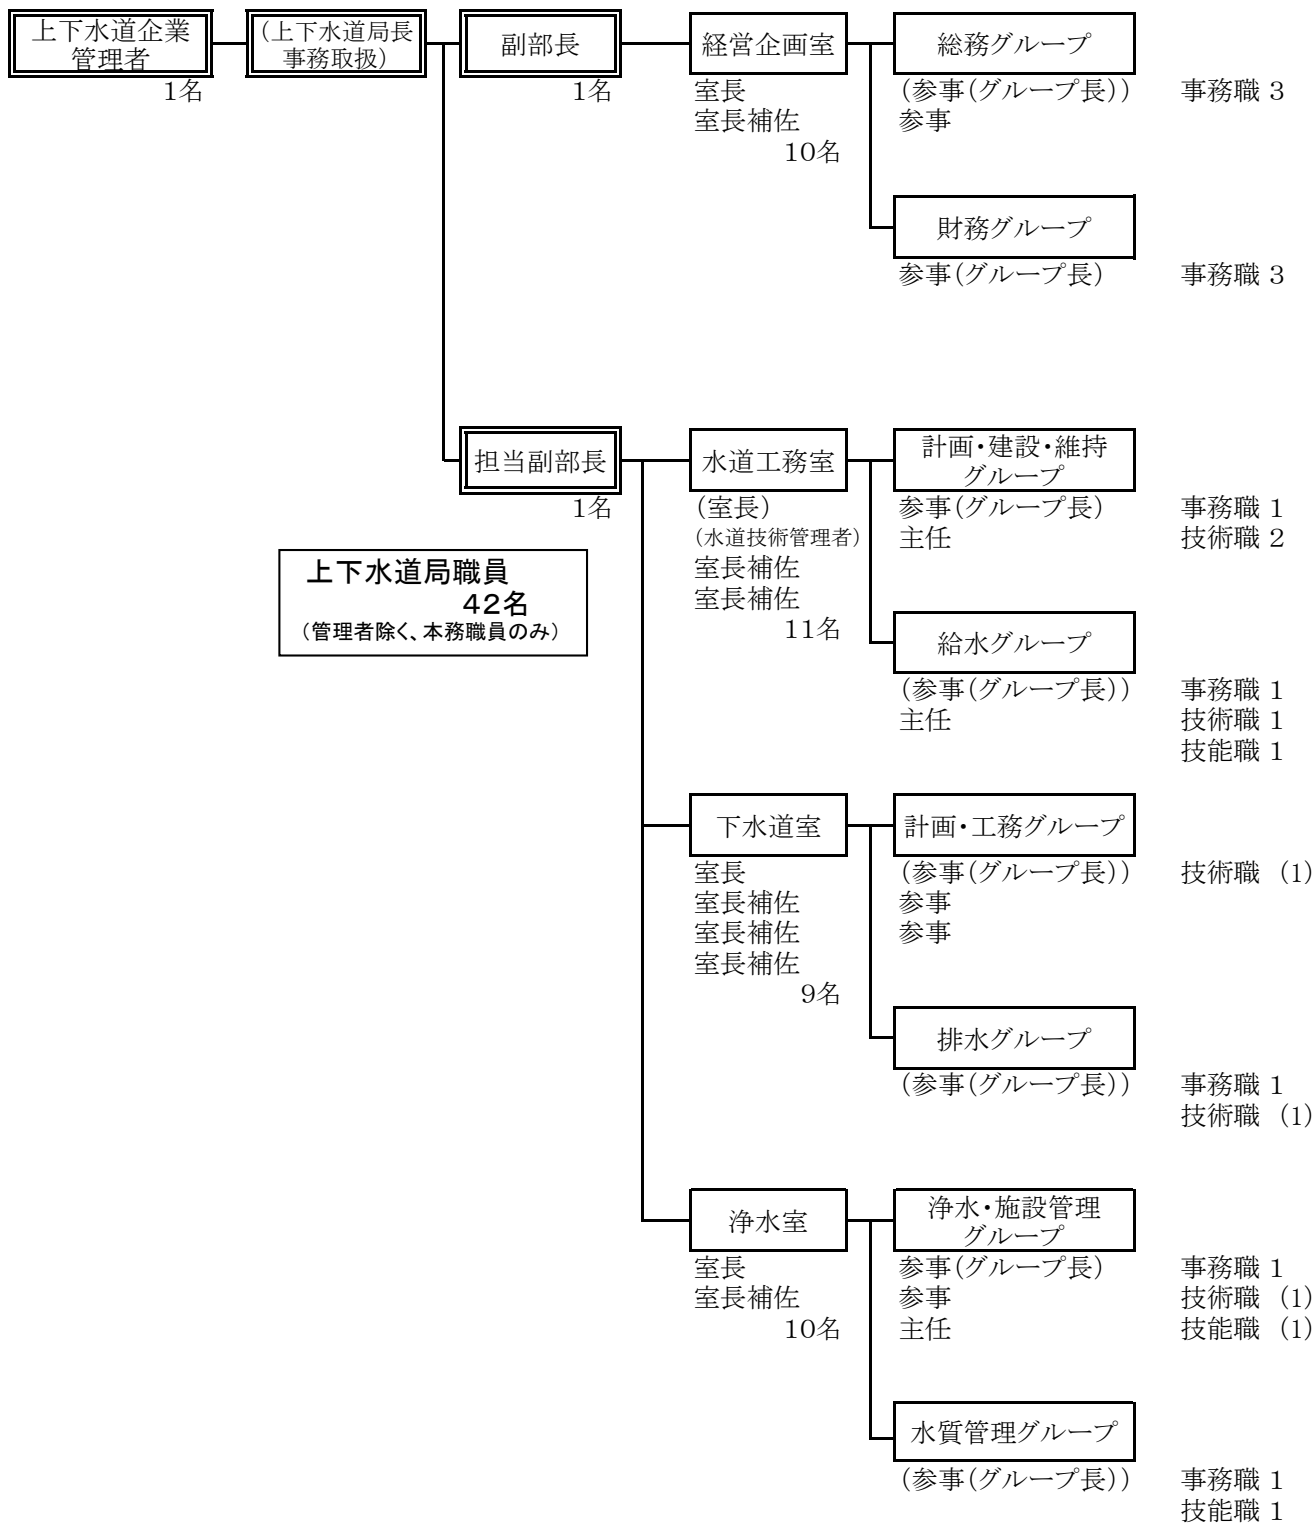 上下水道企業
管理者
1名
(上下水道局長
事務取扱)
副部長
1名
経営企画室
室長
室長補佐
10名
総務グループ
(参事(グループ長))
参事
事務職 3
財務グループ
参事(グループ長)
事務職 3
担当副部長
1名
上下水道局職員
42名
(管理者除く、本務職員のみ)
水道工務室
(室長)
(水道技術管理者)
室長補佐
室長補佐
11名
計画・建設・維持
グループ
参事(グループ長)
主任
事務職 1
技術職 2
給水グループ
(参事(グループ長))
主任
事務職 1
技術職 1
技能職 1
下水道室
室長
室長補佐
室長補佐
室長補佐
9名
計画・工務グループ
(参事(グループ長))
参事
参事
技術職 (1)
排水グループ
(参事(グループ長))
事務職 1
技術職 (1)
浄水室
室長
室長補佐
10名
浄水・施設管理
グループ
参事(グループ長)
参事
主任
事務職 1
技術職 (1)
技能職 (1)
水質管理グループ
(参事(グループ長))
事務職 1
技能職 1